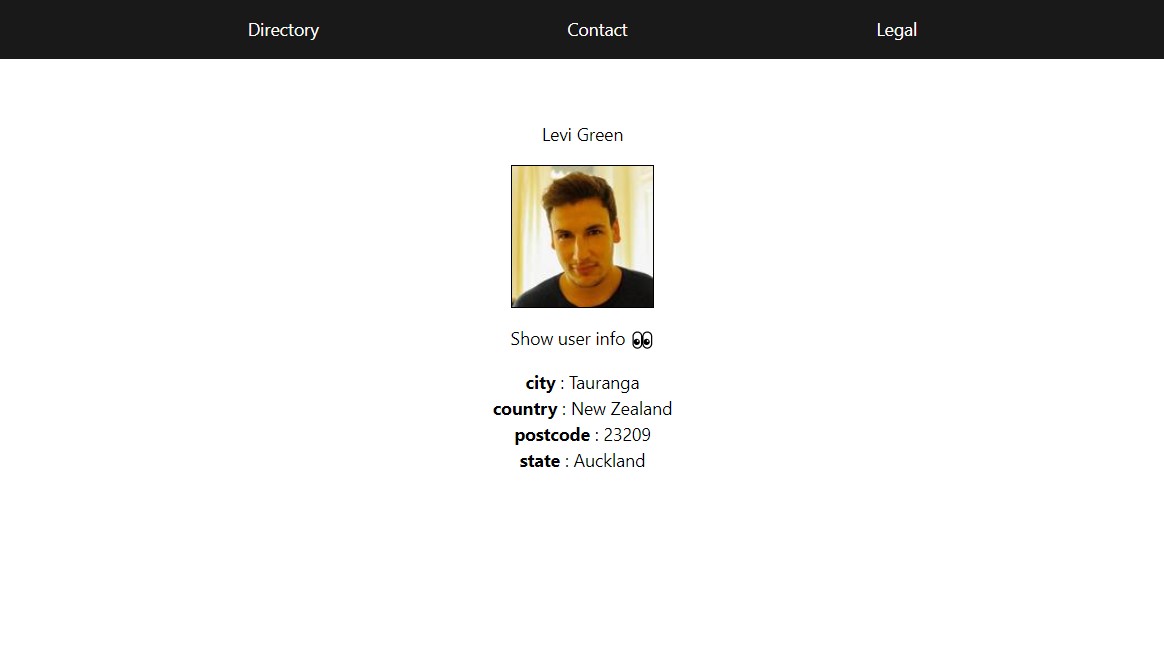 Directory Contact Legal
Levi Green
Show user info 👀
city : Tauranga
country : New Zealand
postcode : 23209
state : Auckland